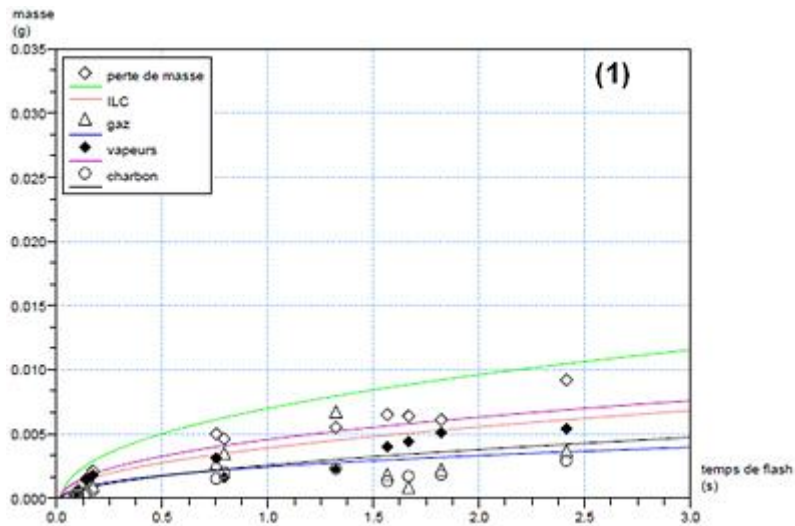 masse
(g)
0.035
0.030
0.025
0.020
0.015
0.010
0.005
0.000
(1)
perte de masse
ILC
gaz
vapeurs
charbon
temps de flash
(s)
0.0
0.5
1.0
1.5
2.0
2.5
3.0